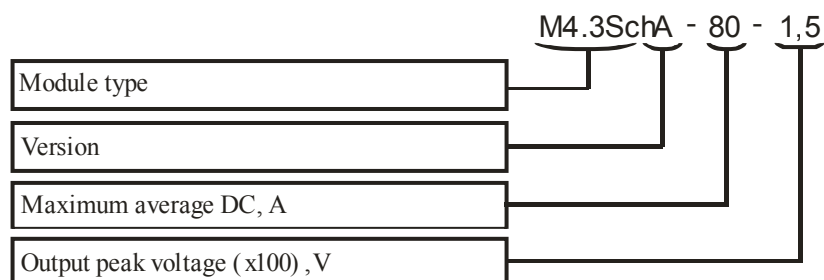 M4.3SchA - 80 - 1,5
Module type
Version
Maximum average DC, A
Output peak voltage (x100) ,V